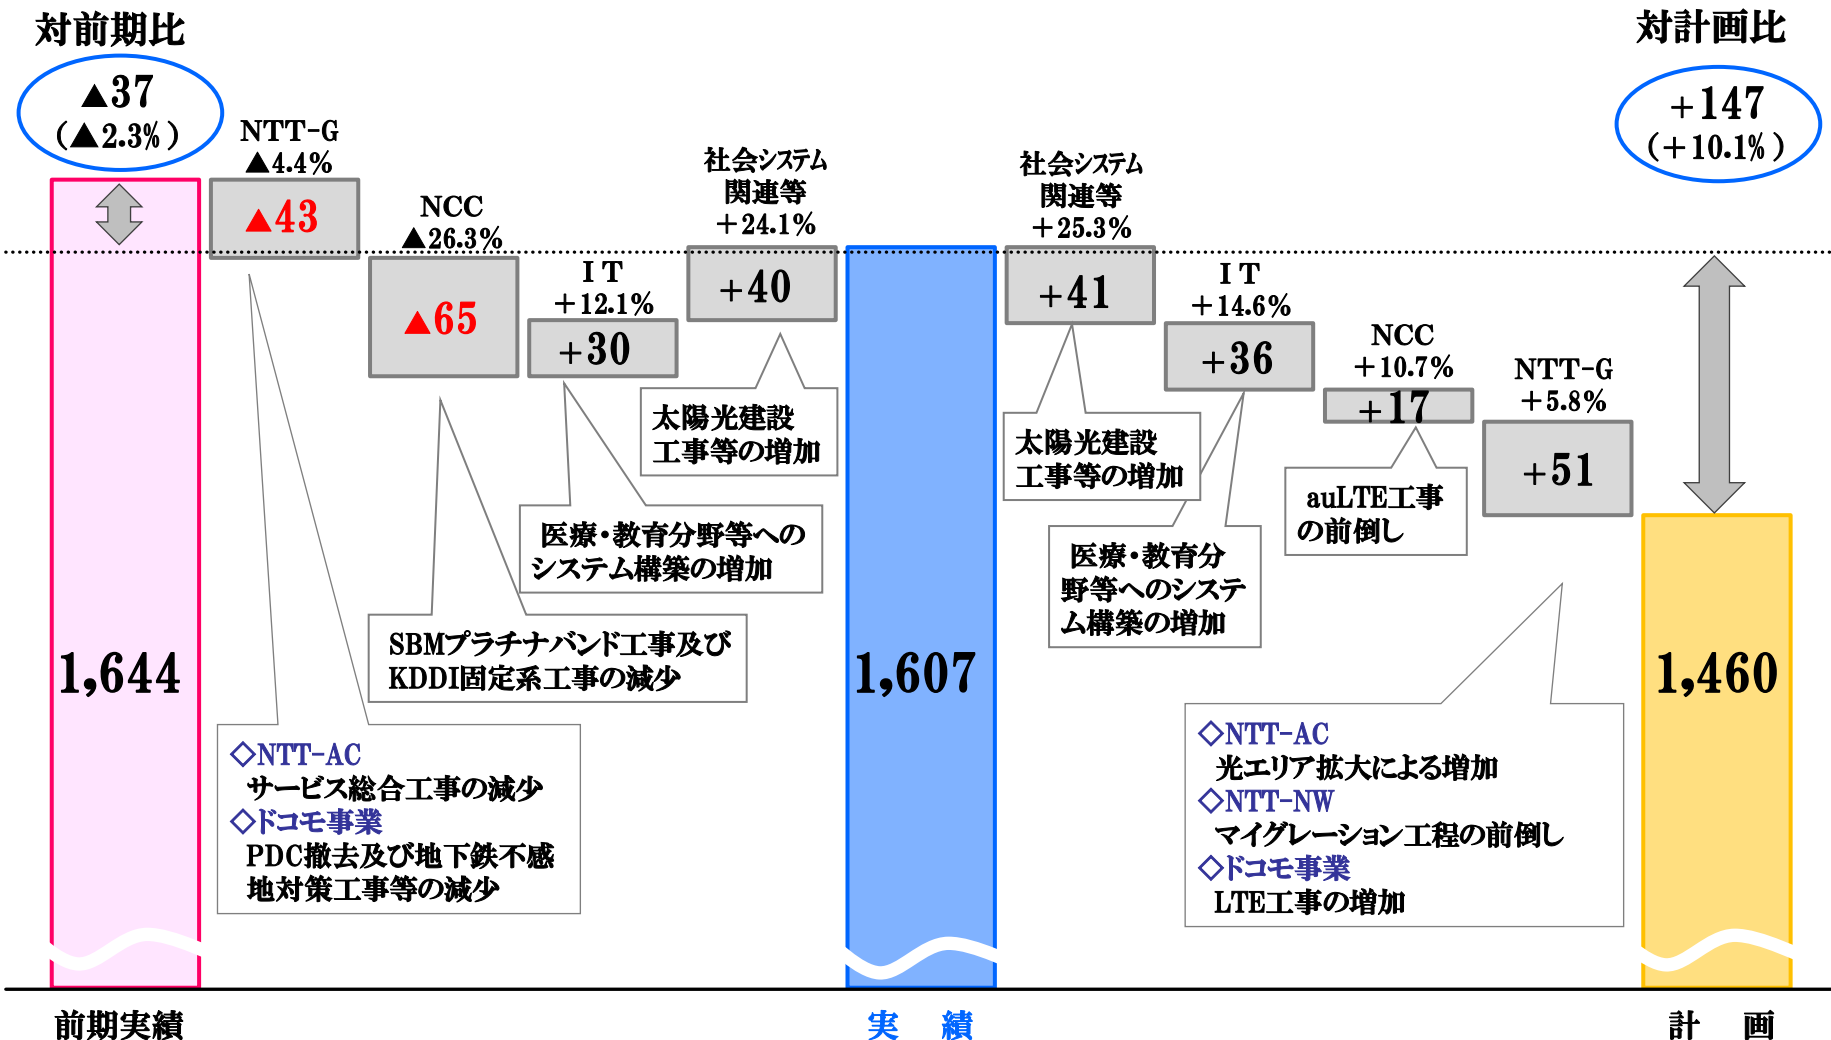 対前期比
▲37
(▲2.3%)
対計画比
+147
(+10.1%)
NTT-G
▲4.4%
▲43
NCC
▲26.3%
▲65
IT
+12.1%
+30
社会システム
関連等
+24.1%
+40
社会システム
関連等
+25.3%
+41
IT
+14.6%
+36
NCC
+10.7%
+17
NTT-G
+5.8%
+51
太陽光建設
工事等の増加
医療・教育分野等への
システム構築の増加
SBMプラチナバンド工事及び
KDDI固定系工事の減少
◇NTT-AC
サービス総合工事の減少
◇ドコモ事業
PDC撤去及び地下鉄不感
地対策工事等の減少
太陽光建設
工事等の増加
医療・教育分
野等へのシステ
ム構築の増加
auLTE工事
の前倒し
◇NTT-AC
光エリア拡大による増加
◇NTT-NW
マイグレーション工程の前倒し
◇ドコモ事業
LTE工事の増加
1,644
1,607
1,460
前期実績
実 績
計 画